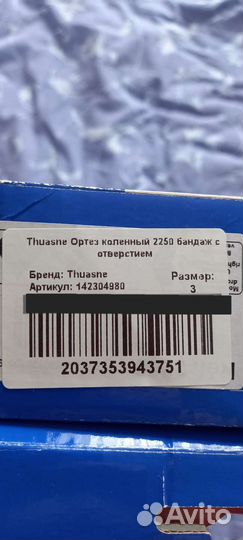 Thuasne Ортез коленный 2250 бандаж с
отверстием
Бренд: Thuasne
Размер:
Артикул: 142304980
3
2037353943751
Avito